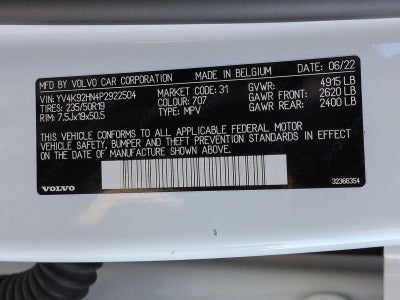 MFD BY VOLVO CAR CORPORATION MADE IN BELGIUM 06/22
VIN: YV4K92HN4P2922504 MARKET CODE: 31 GVWR: 4915 LB
TIRES: 235/50R19 COLOUR: 707 GAWR FRONT: 2620 LB
RIM: 7.5Jx19x50.5 TYPE: MPV GAWR REAR: 2400 LB
THIS VEHICLE CONFORMS TO ALL APPLICABLE FEDERAL MOTOR
VEHICLE SAFETY, BUMPER AND THEFT PREVENTION STANDARDS IN EFFECT
ON THE DATE OF MANUFACTURE SHOWN ABOVE.
VOLVO 32366354